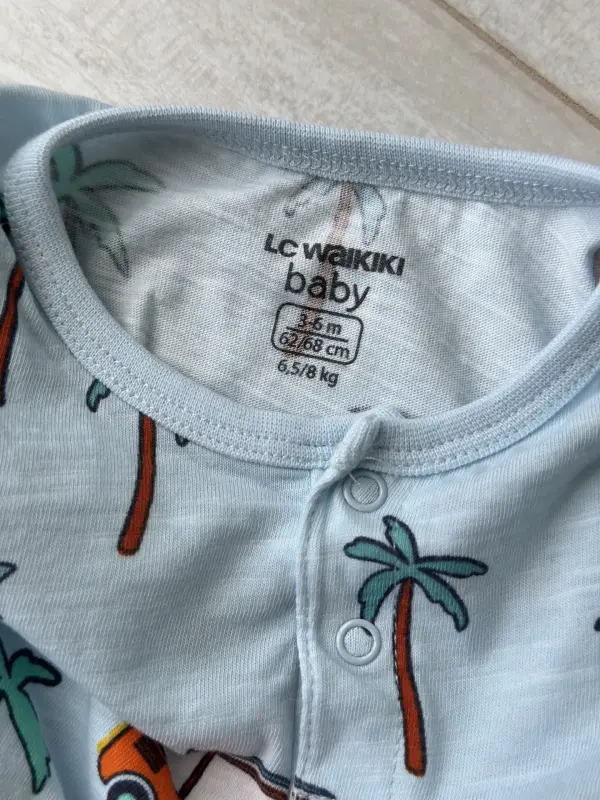 LC WAIKIKI
baby
3-6 m
62/68 cm
6,5/8 kg